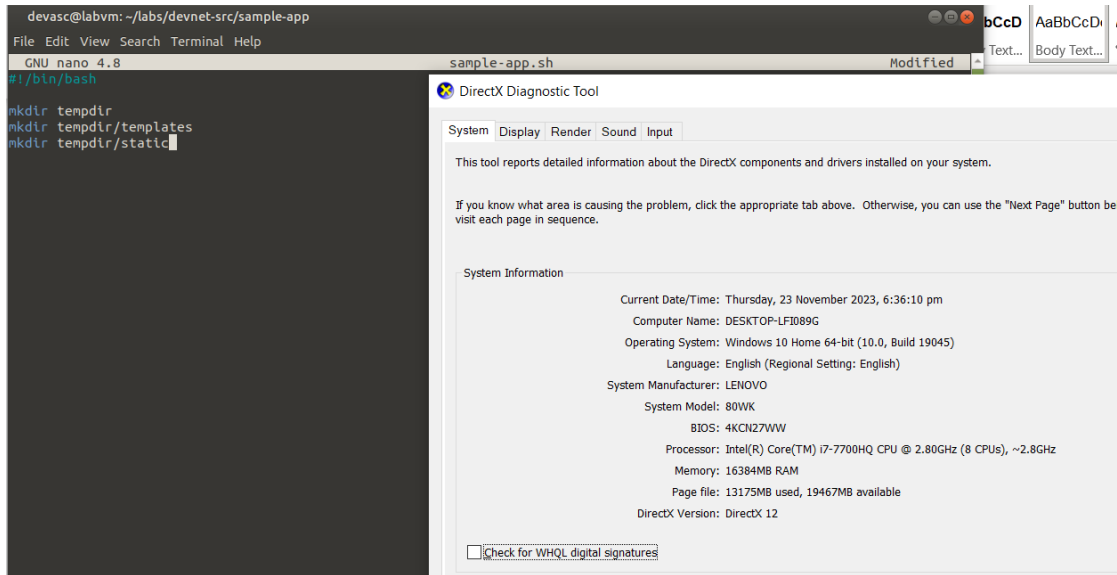 devasc@labvm: ~/labs/devnet-src/sample-app
File Edit View Search Terminal Help
GNU nano 4.8 sample-app.sh Modified
#!/bin/bash
mkdir tempdir
mkdir tempdir/templates
mkdir tempdir/static
bCcD AaBbCcD
Text... Body Text...
DirectX Diagnostic Tool
System Display Render Sound Input
This tool reports detailed information about the DirectX components and drivers installed on your system.
If you know what area is causing the problem, click the appropriate tab above. Otherwise, you can use the "Next Page" button be
visit each page in sequence.
System Information
Current Date/Time: Thursday, 23 November 2023, 6:36:10 pm
Computer Name: DESKTOP-LFI089G
Operating System: Windows 10 Home 64-bit (10.0, Build 19045)
Language: English (Regional Setting: English)
System Manufacturer: LENOVO
System Model: 80WK
BIOS: 4KCN27WW
Processor: Intel(R) Core(TM) i7-7700HQ CPU @ 2.80GHz (8 CPUs), ~2.8GHz
Memory: 16384MB RAM
Page file: 13175MB used, 19467MB available
DirectX Version: DirectX 12
Check for WHQL digital signatures